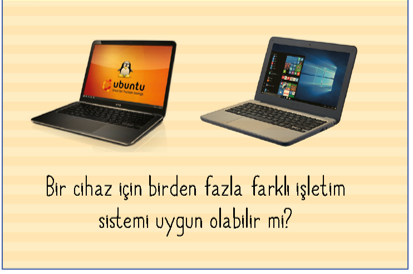 ubuntu
Bir cihaz için birden fazla farklı işletim
sistemi uygun olabilir mi?